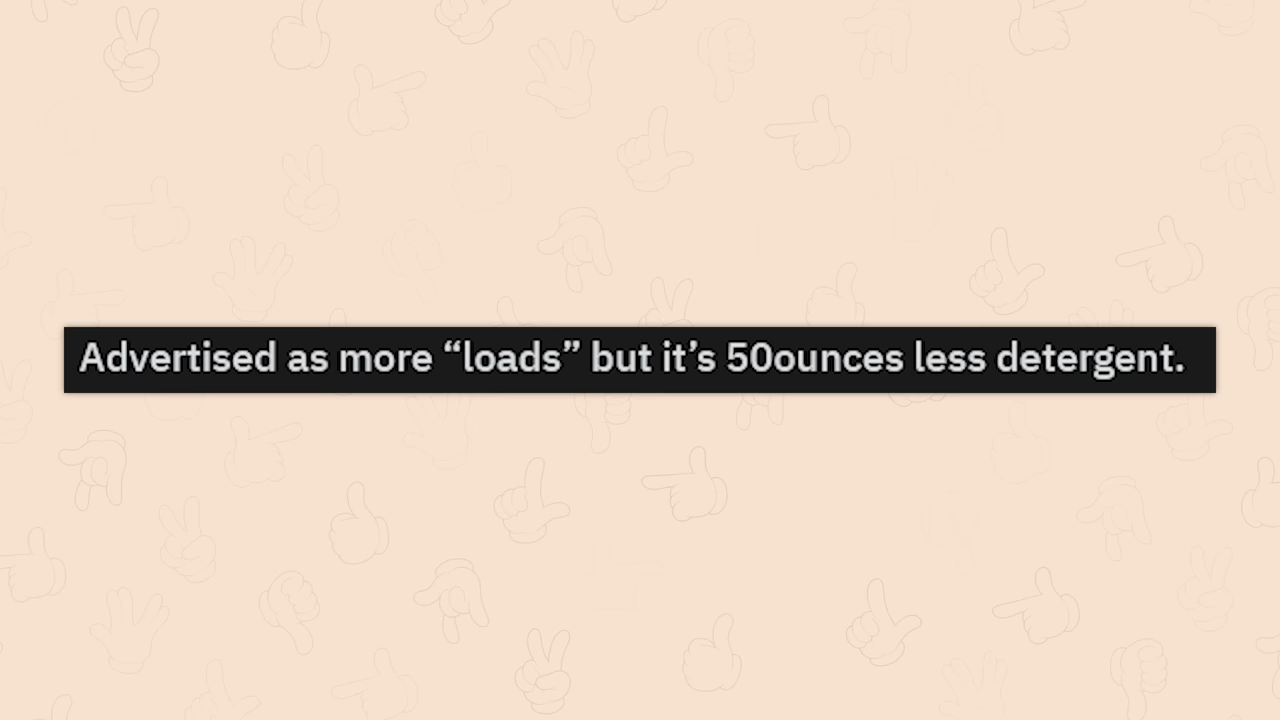 Advertised as more “loads” but it’s 50ounces less detergent.